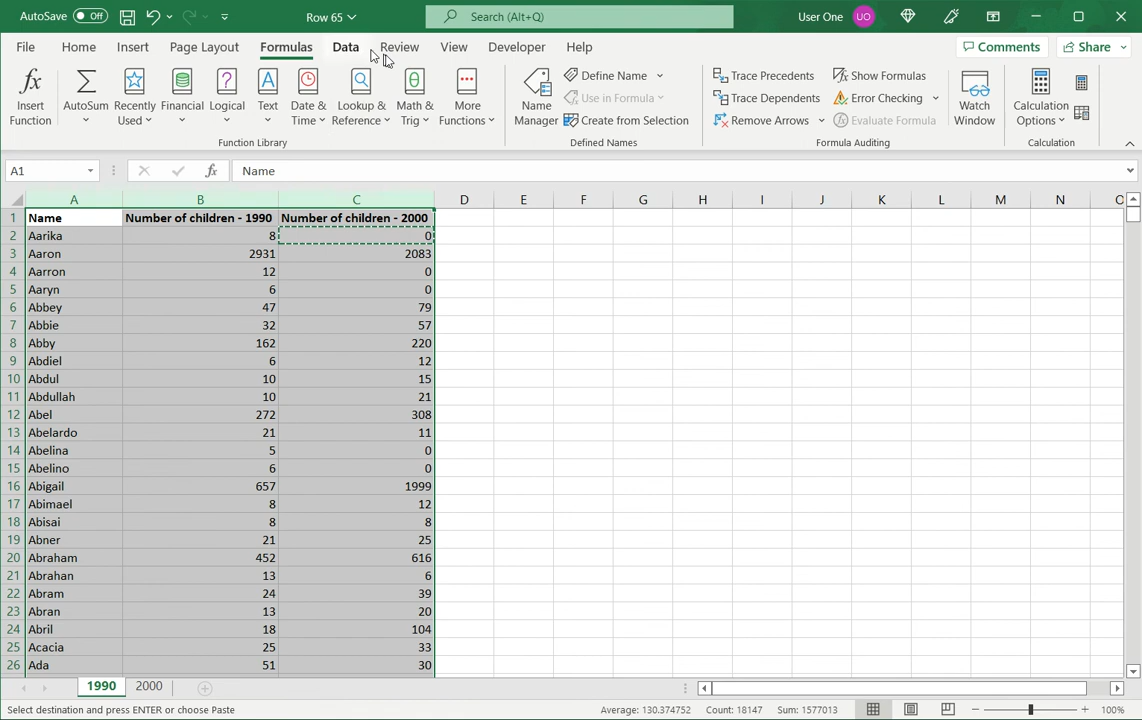 AutoSave Off Row 65 Search (Alt+Q) User One UO
File Home Insert Page Layout Formulas Data Review View Developer Help Comments Share
Insert Function AutoSum Recently Used Financial Logical Text Date & Time Lookup & Reference Math & Trig More Functions
Function Library
Name Manager Define Name Use in Formula Create from Selection
Defined Names
Trace Precedents Show Formulas
Trace Dependents Error Checking
Remove Arrows Evaluate Formula
Formula Auditing
Watch Window
Calculation Options
Calculation
A1 fx Name
A B C D E F G H I J K L M N O
1 Name Number of children - 1990 Number of children - 2000
2 Aarika 8 0
3 Aaron 2931 2083
4 Aarron 12 0
5 Aaryn 6 0
6 Abbey 47 79
7 Abbie 32 57
8 Abby 162 220
9 Abdiel 6 12
10 Abdul 10 15
11 Abdullah 10 21
12 Abel 272 308
13 Abelardo 21 11
14 Abelina 5 0
15 Abelino 6 0
16 Abigail 657 1999
17 Abimael 8 12
18 Abisai 8 8
19 Abner 21 25
20 Abraham 452 616
21 Abrahan 13 6
22 Abram 24 39
23 Abran 13 20
24 Abril 18 104
25 Acacia 25 33
26 Ada 51 30
1990 2000
Select destination and press ENTER or choose Paste Average: 130.374752 Count: 18147 Sum: 1577013 100%